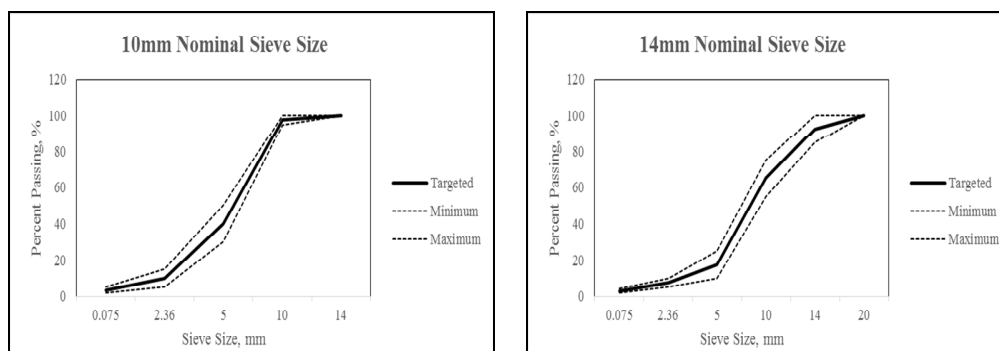 10mm Nominal Sieve Size
120
100
80
60
40
20
0
Percent Passing, %
0.075 2.36 5 10 14
Sieve Size, mm
Targeted
Minimum
Maximum
14mm Nominal Sieve Size
120
100
80
60
40
20
0
Percent Passing, %
0.075 2.36 5 10 14 20
Sieve Size, mm
Targeted
Minimum
Maximum